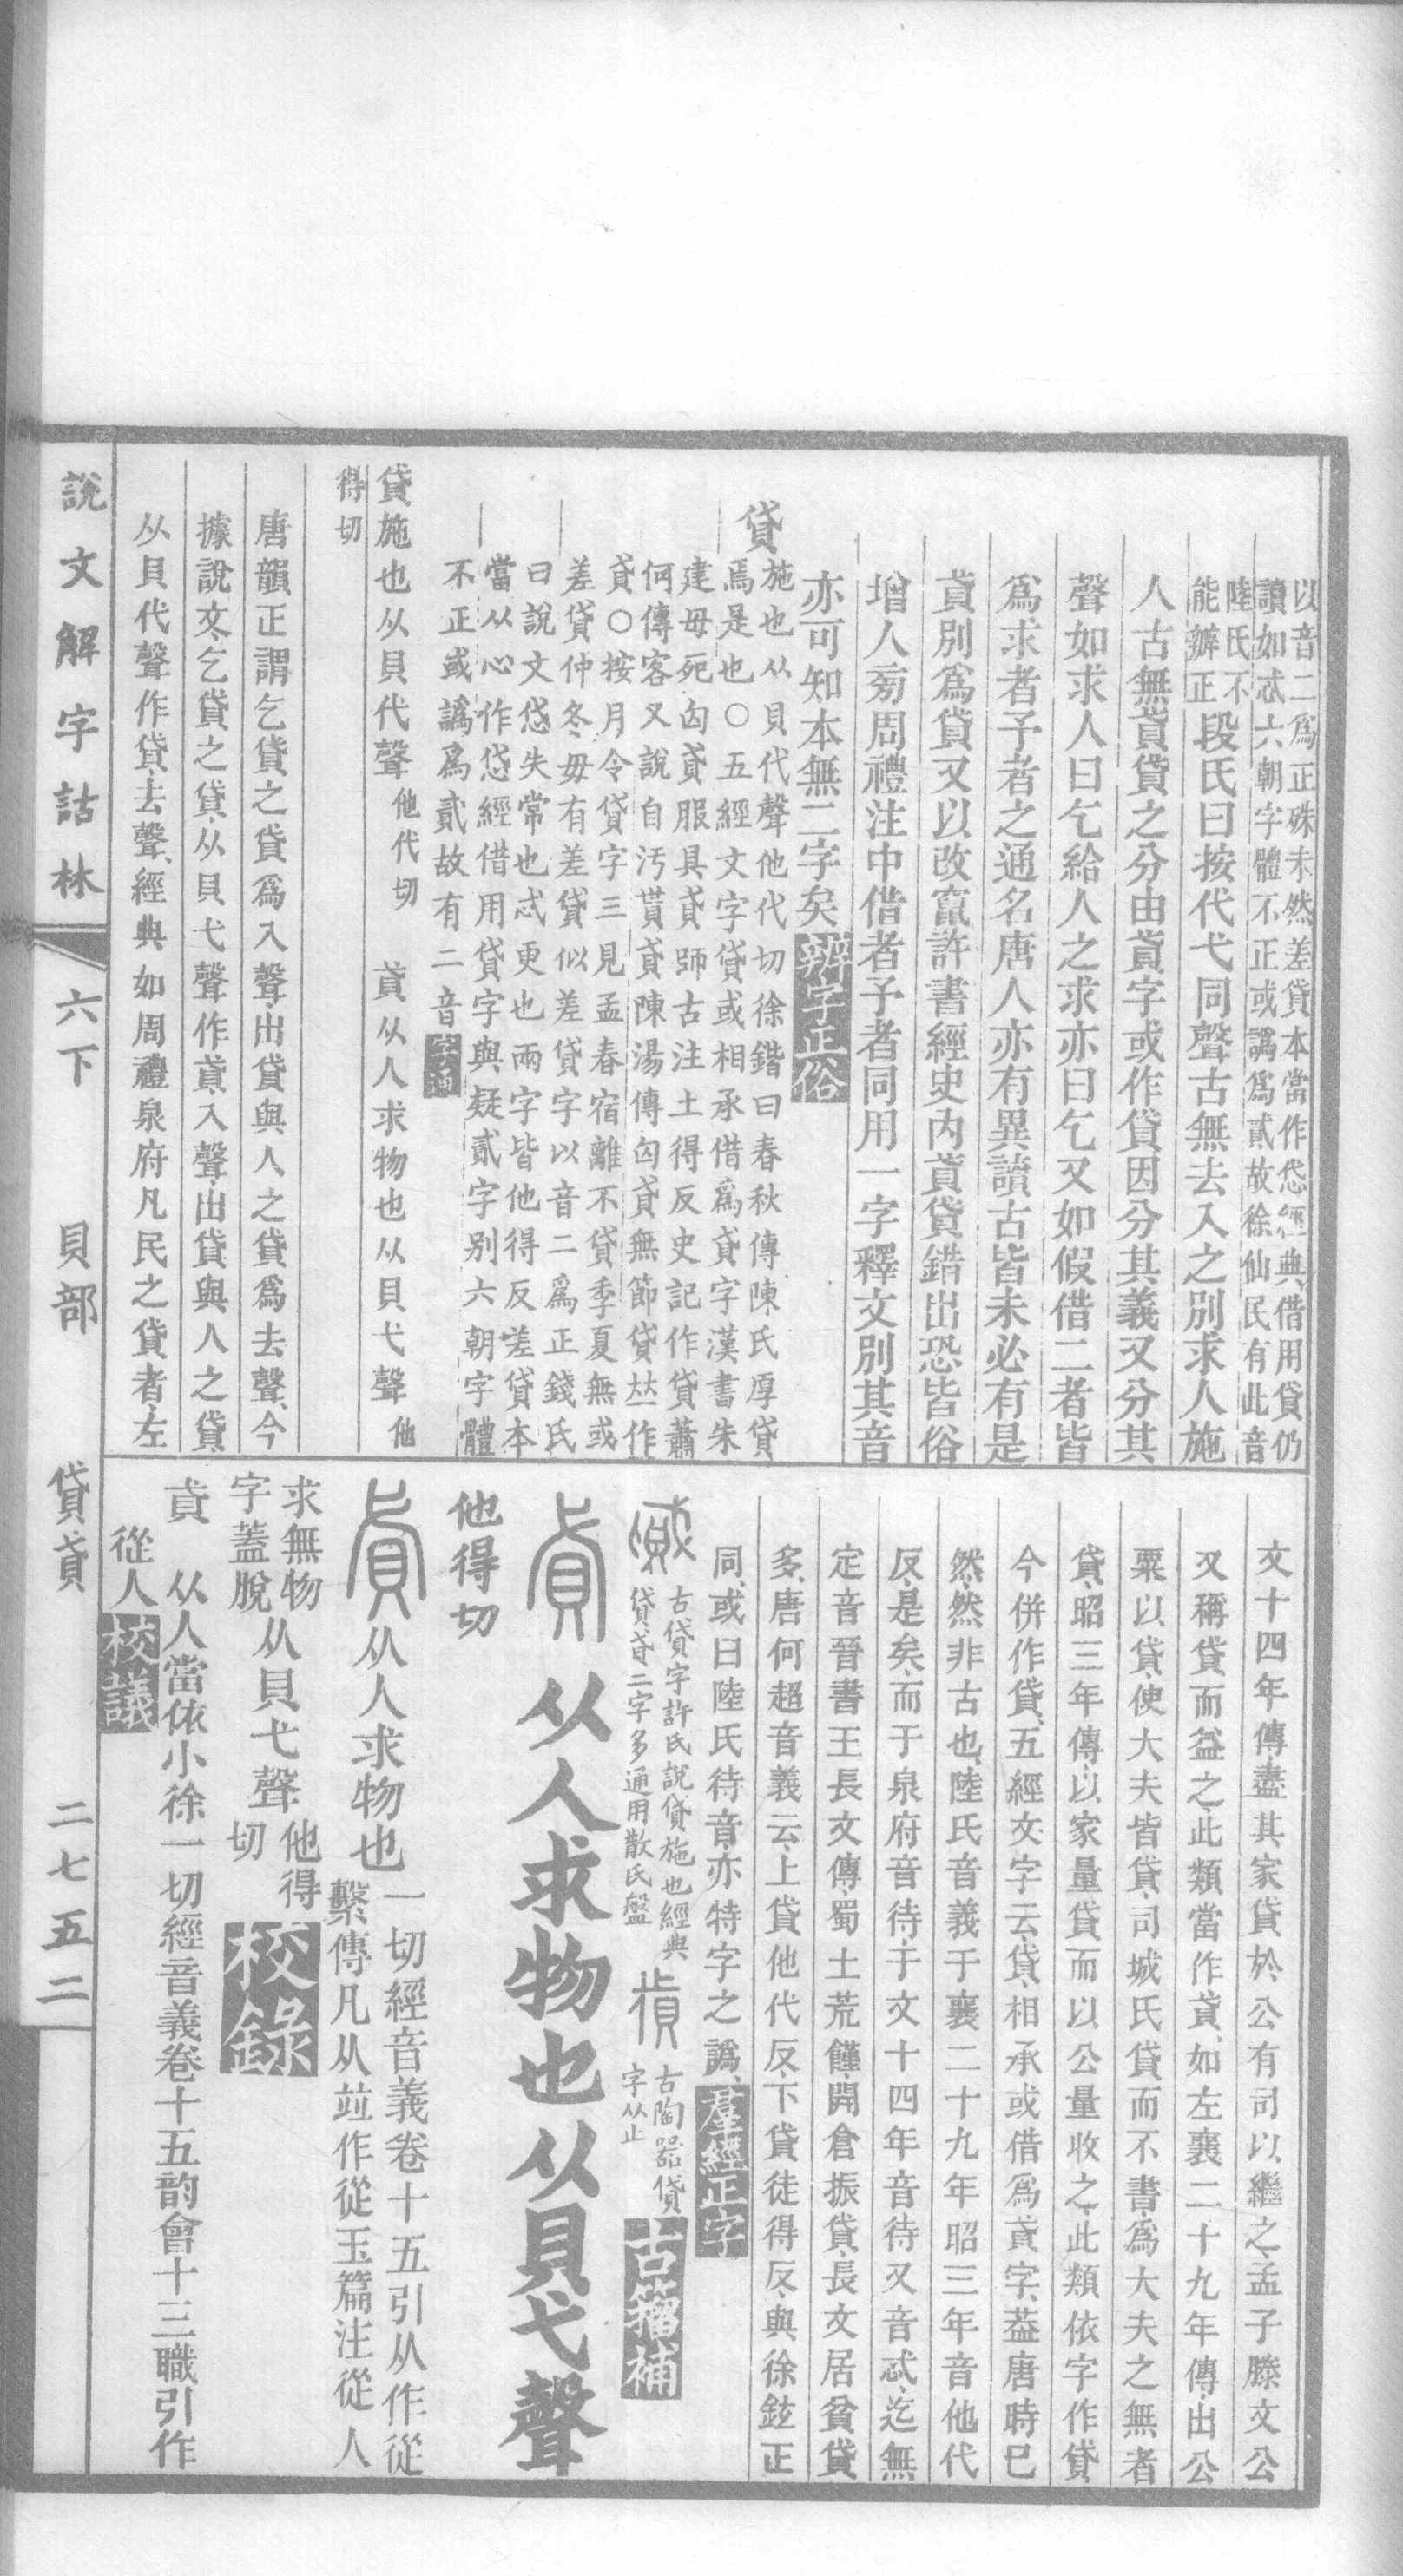 以音二爲正殊未然差貸本當作㤥經典借用貸仍
讀如忒六朝字體不正或譌爲貳故徐仙民有此音
陸氏不
能辦正段氏曰按代弋同聲古無去入之別求人施
人古無貣貸之分由貣字或作貸因分其義又分其
聲如求人曰乞給人之求亦曰乞又如假借二者皆
爲求者予者之通名唐人亦有異讀古皆未必有是
貣別爲貸又以改竄許書經史内貣貸錯出恐皆俗
增人㫄周禮注中借者予者同用一字釋文別其音
亦可知本無二字矣辨字正俗
貸施也从貝代聲他代切徐鍇曰春秋傳陳氏厚貸
焉是也○五經文字貸或相承借爲貣字漢書朱
建毋死匃貣服具貣師古注土得反史記作貸蕭
何傳客又說自汚貰貣陳湯傳匃貣無節貸竝作
貣○按月令貸字三見孟春宿離不貸季夏無或
差貸仲冬毋有差貸似差貸字以音二爲正錢氏
曰說文㤥失常也忒更也兩字皆他得反差貸本
當从心作㤥經借用貸字與疑貳字別六朝字體
不正或譌爲貳故有二音字通
貸施也从貝代聲他代切　貣从人求物也从貝弋聲他
得切
唐韻正謂乞貸之貸爲入聲出貸與人之貸爲去聲今
據說文乞貸之貸从貝弋聲作貣入聲出貸與人之貸
从貝代聲作貸去聲經典如周禮泉府凡民之貸者左
文十四年傳盡其家貸於公有司以繼之孟子滕文公
又稱貸而益之此類當作貣如左襄二十九年傳出公
粟以貸使大夫皆貸司城氏貸而不書爲大夫之無者
貸昭三年傳以家量貸而以公量收之此類依字作貸
今併作貸五經文字云貸相承或借爲貣字葢唐時已
然然非古也陸氏音義于襄二十九年昭三年音他代
反是矣而于泉府音待于文十四年音待又音忒迄無
定音晉書王長文傳蜀土荒饉開倉振貸長文居貧貸
多唐何超音義云上貸他代反下貸徒得反與徐鉉正
同或曰陸氏待音亦特字之譌羣經正字
古貸字許氏說貸施也經典
貸貣二字多通用散氏盤
古陶器貸
字从止
古籀補
从人求物也从貝弋聲
他得切
从人求物也一切經音義卷十五引从作從
繫傳凡从竝作從玉篇注從人
求無物
字蓋脫从貝弋聲他得
切校錄
貣　从人當依小徐一切經音義卷十五韵會十三職引作
從人校議
說文解字詁林　六下　貝部　貸貣　二七五二